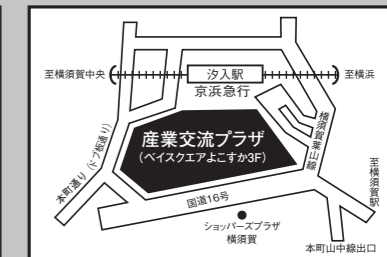 至横須賀中央
汐入駅
至横浜
京浜急行
産業交流プラザ
(ベイスクエアよこすか3F)
横須賀葉山線
本町通り(ドブ板通り)
国道16号
至横須賀駅
ショッパーズプラザ
横須賀
本町山中線出口